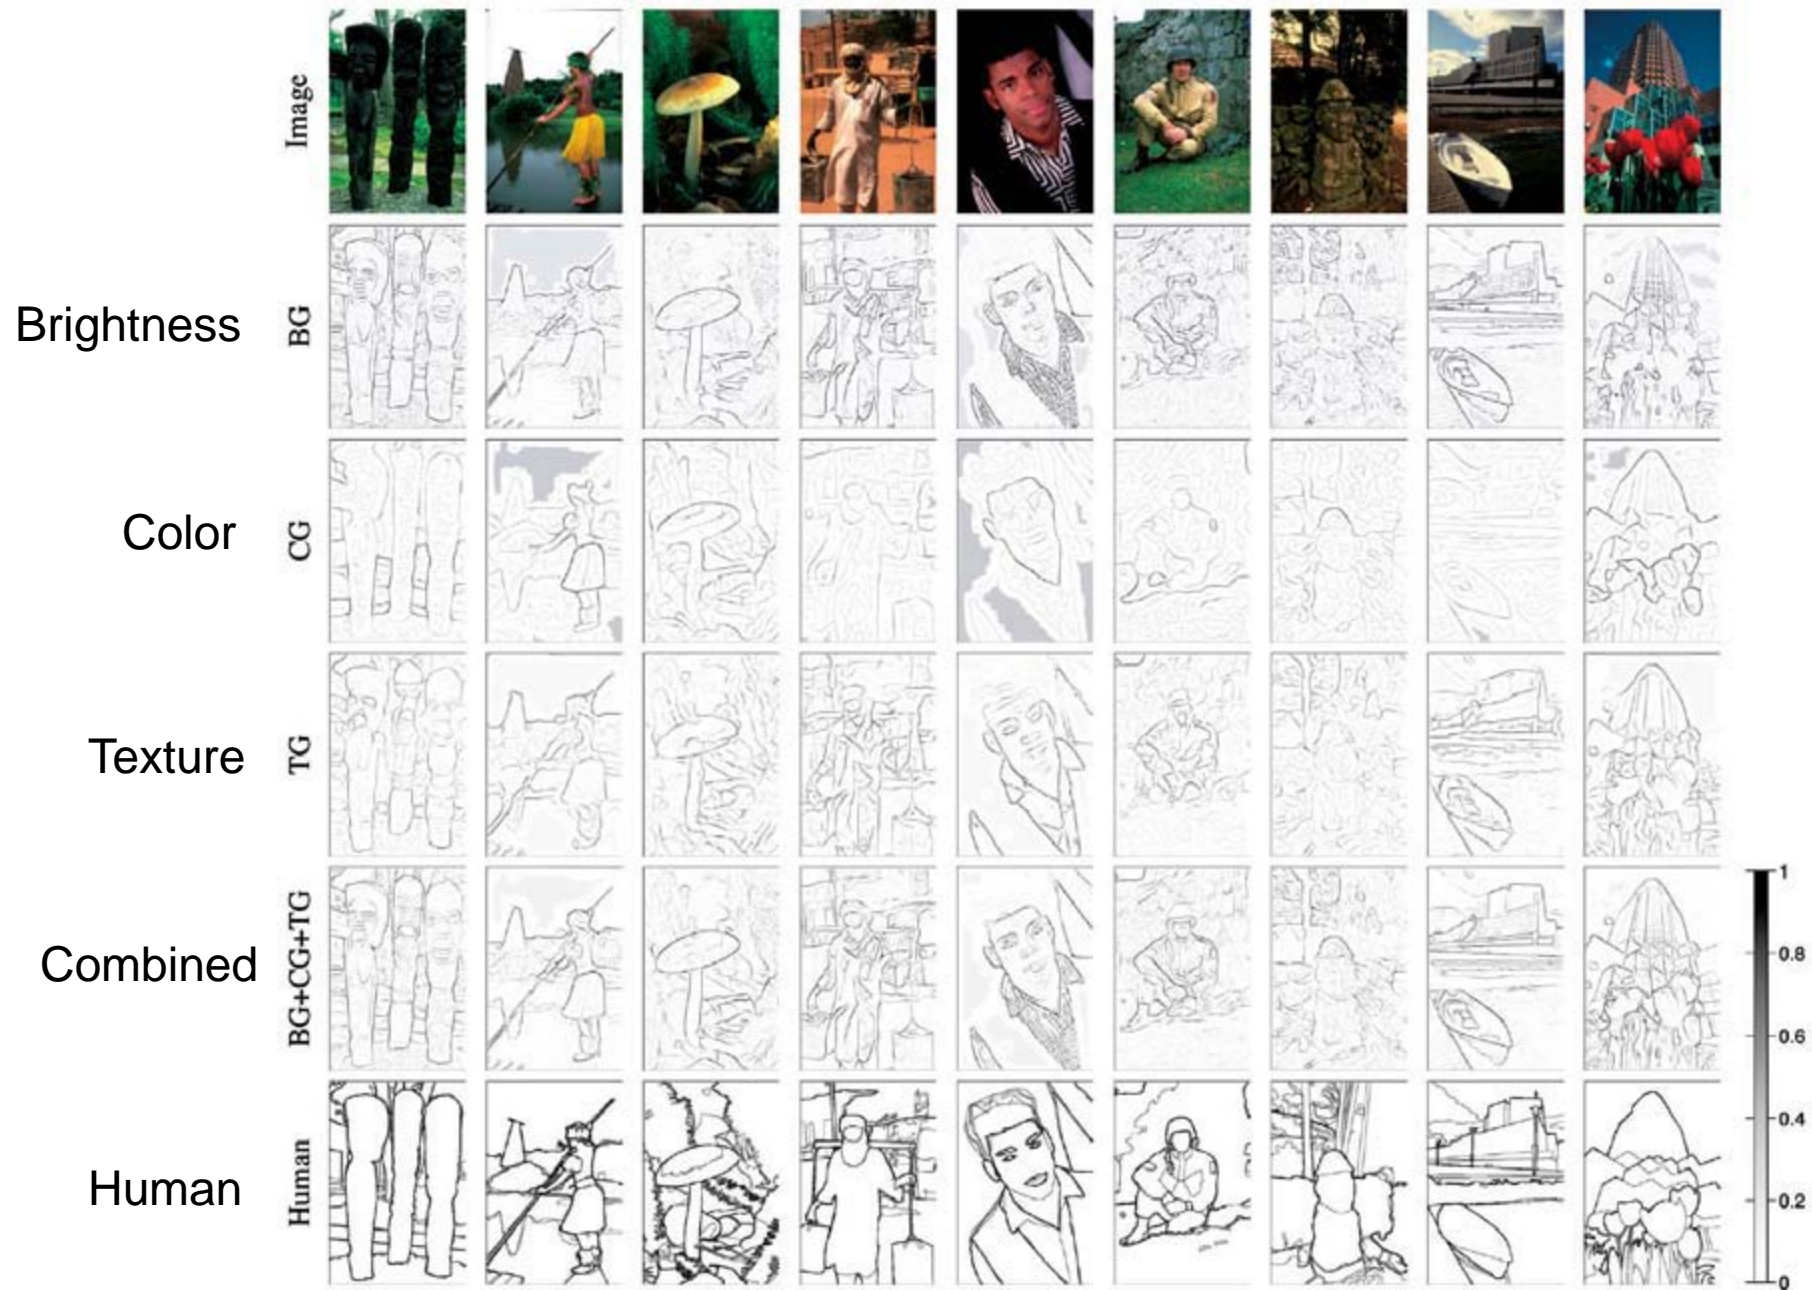 Image
Brightness BG
Color CG
Texture TG
Combined BG+CG+TG
Human Human
1
0.8
0.6
0.4
0.2
0